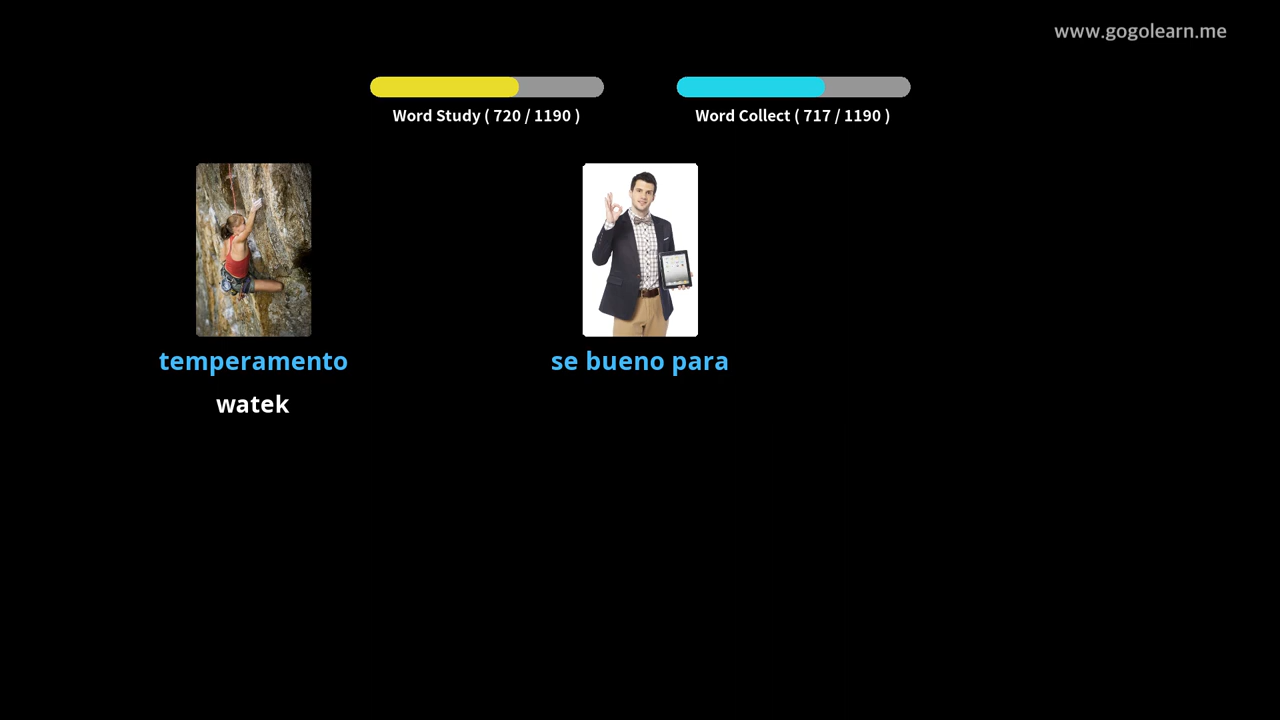 www.gogolearn.me
Word Study ( 720 / 1190 )
Word Collect ( 717 / 1190 )
temperamento
se bueno para
watek